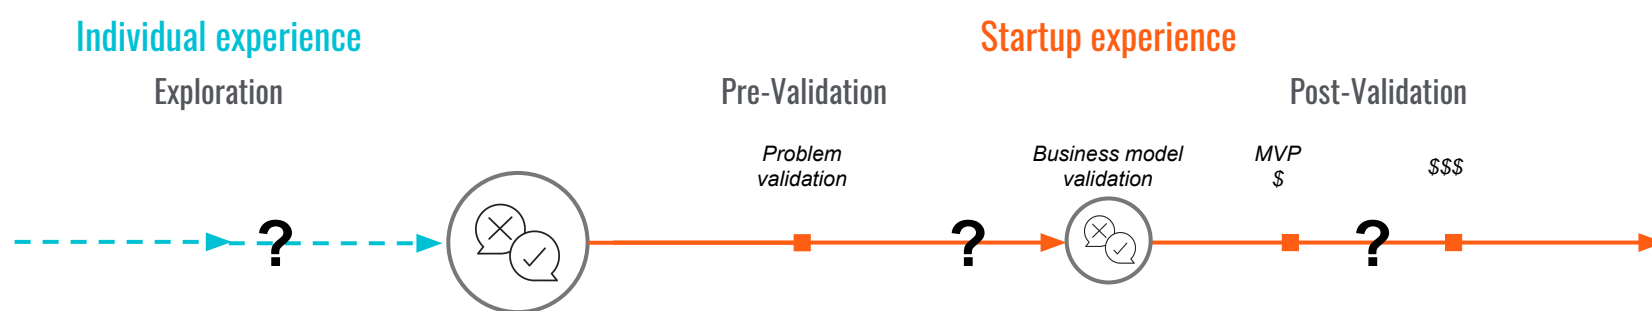 Individual experience
Startup experience
Exploration
Pre-Validation
Post-Validation
Problem
validation
Business model
validation
MVP
$
$$$
?
?
?